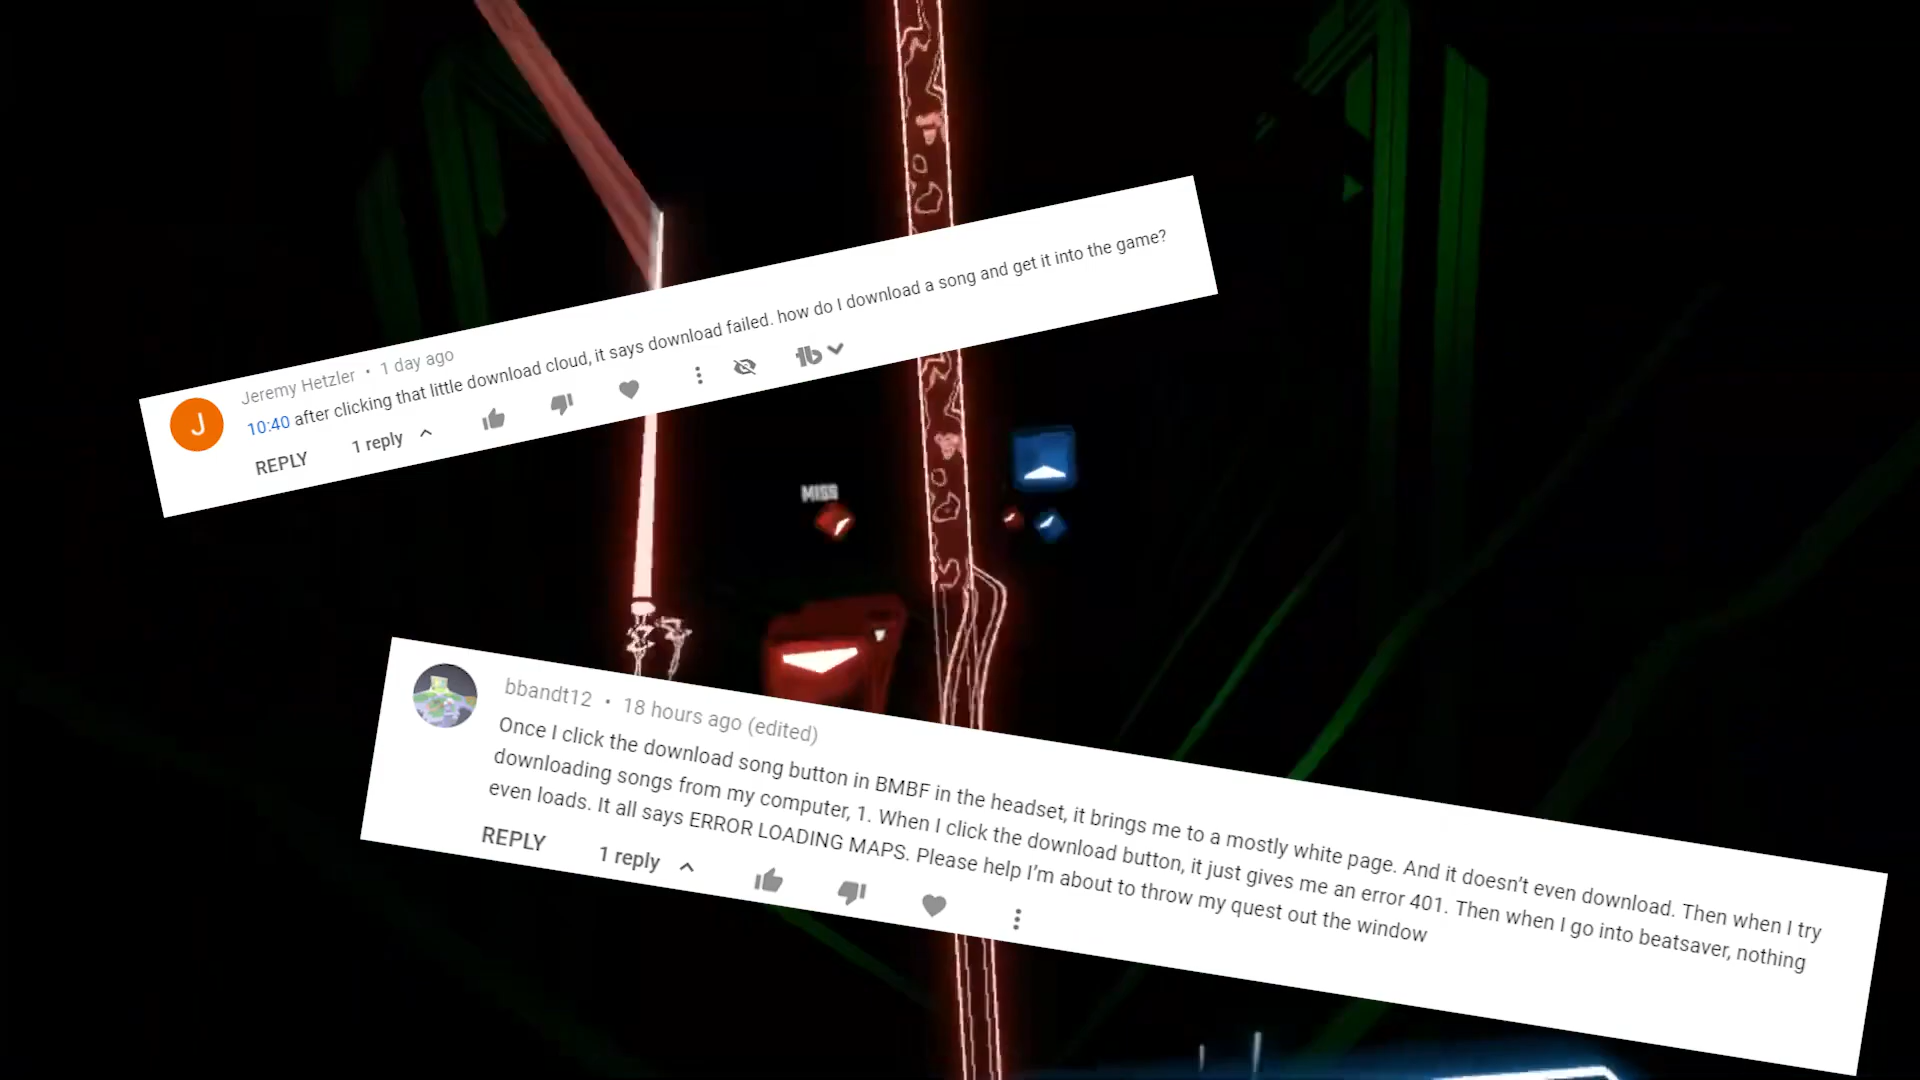 Jeremy Hetzler • 1 day ago
10:40 after clicking that little download cloud, it says download failed. how do I download a song and get it into the game?
REPLY 1 reply
J
MISS
bbandt12 • 18 hours ago (edited)
Once I click the download song button in BMBF in the headset, it brings me to a mostly white page. And it doesn't even download. Then when I try
downloading songs from my computer, 1. When I click the download button, it just gives me an error 401. Then when I go into beatsaver, nothing
even loads. It all says ERROR LOADING MAPS. Please help I'm about to throw my quest out the window
REPLY 1 reply